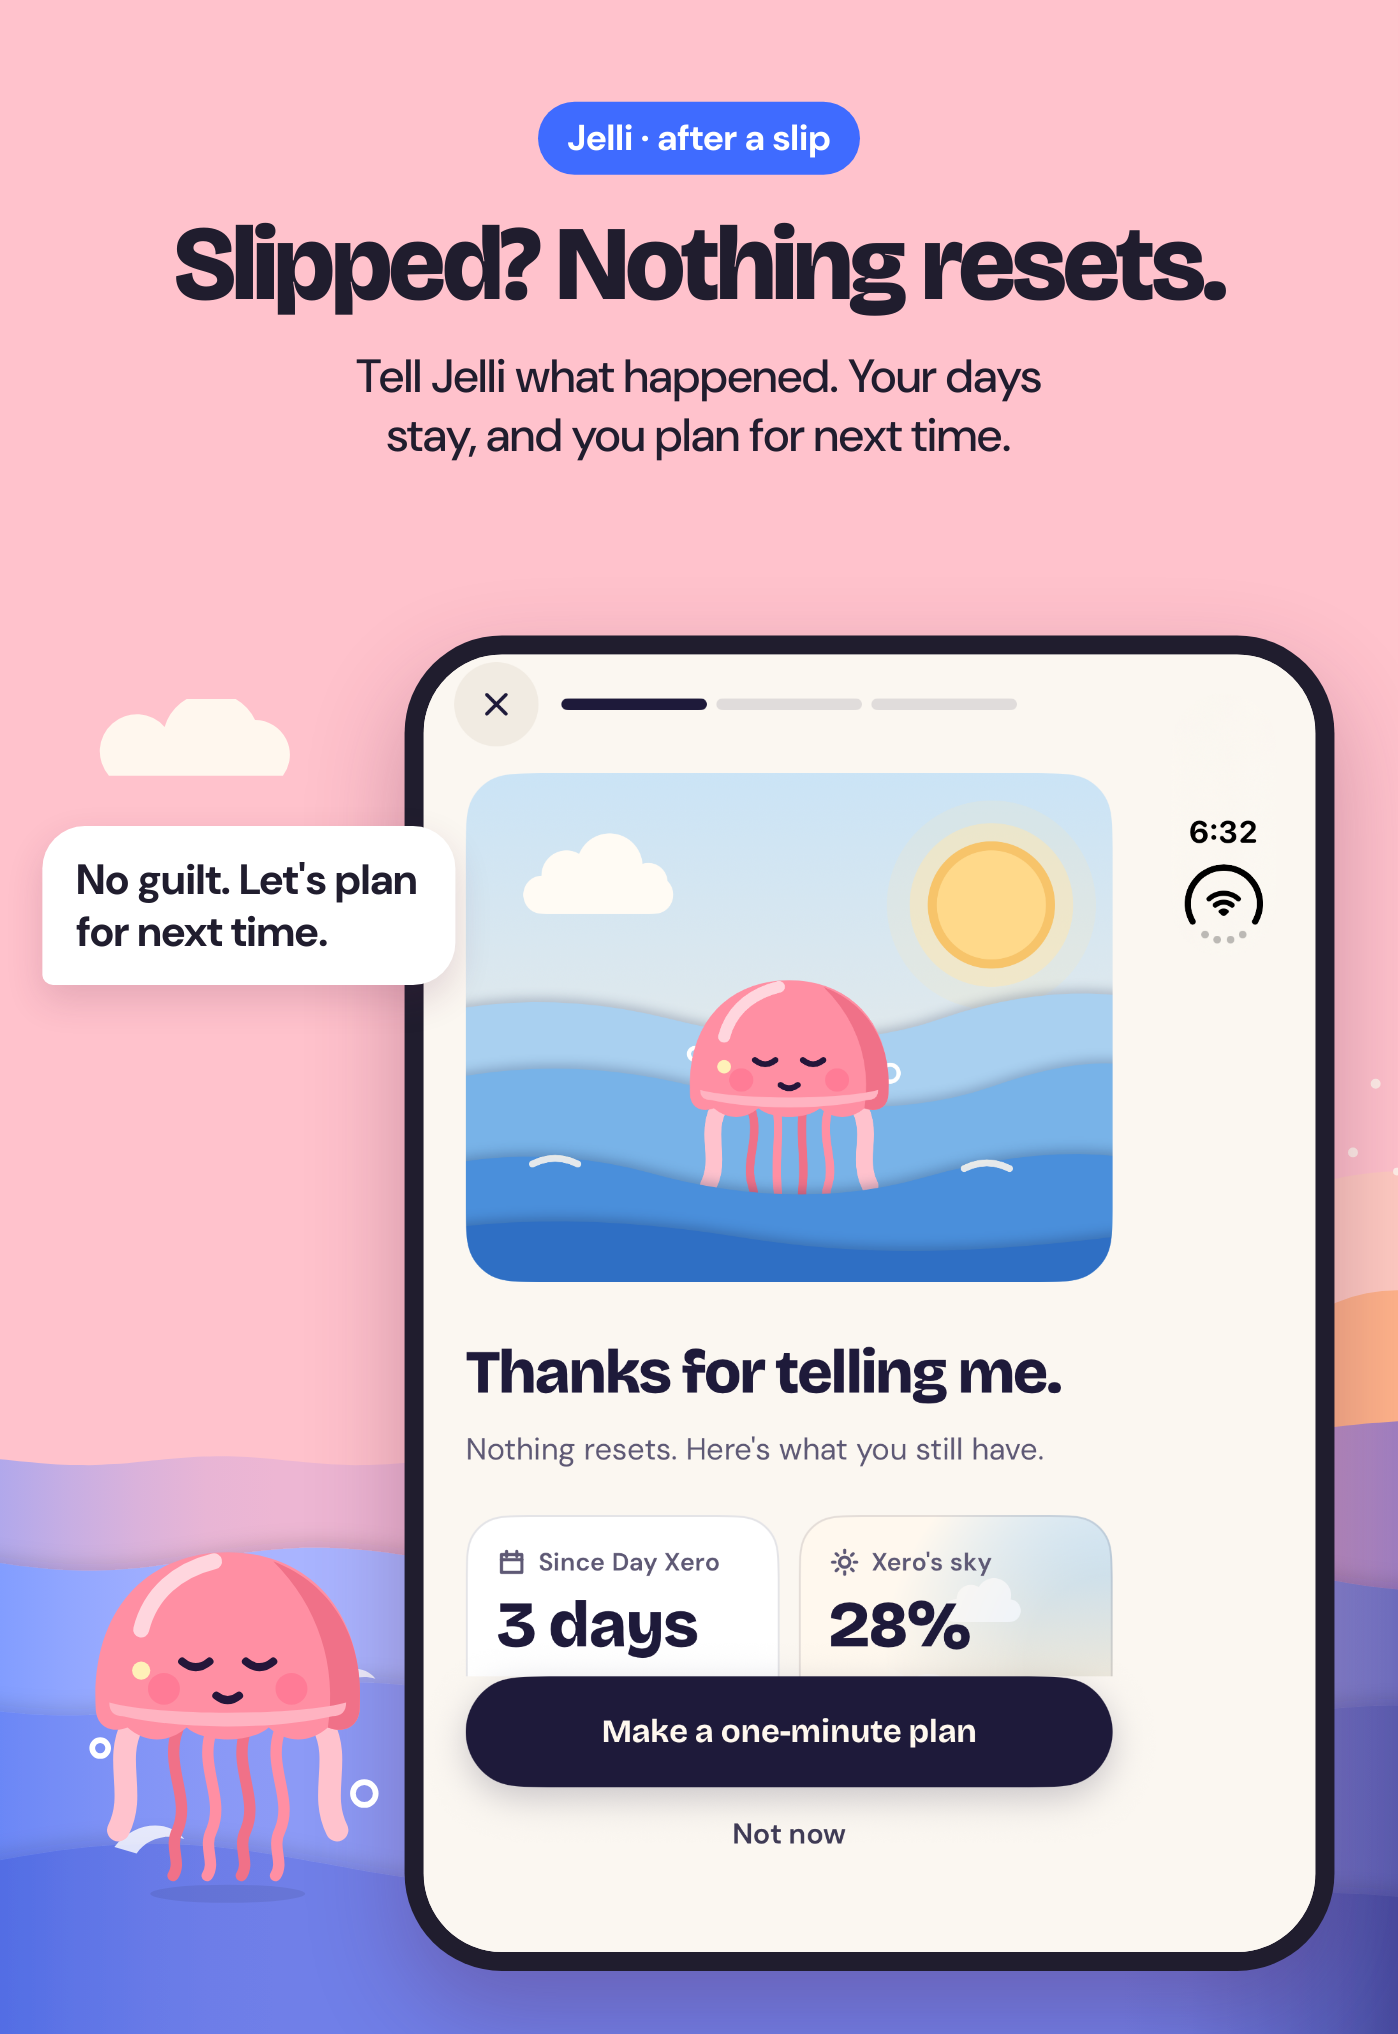 Jelli · after a slip
Slipped? Nothing resets.
Tell Jelli what happened. Your days
stay, and you plan for next time.
No guilt. Let's plan
for next time.
6:32
Thanks for telling me.
Nothing resets. Here's what you still have.
Since Day Xero
3 days
Xero's sky
28%
Make a one-minute plan
Not now